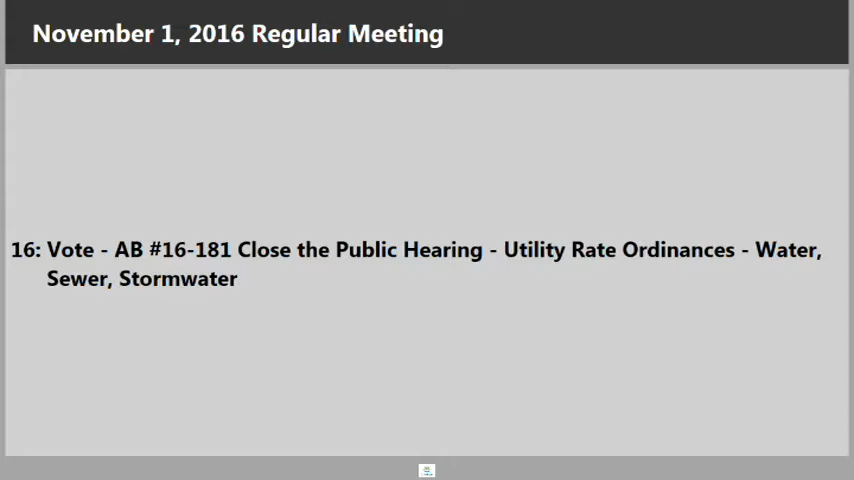 November 1, 2016 Regular Meeting
16: Vote - AB #16-181 Close the Public Hearing - Utility Rate Ordinances - Water,
Sewer, Stormwater